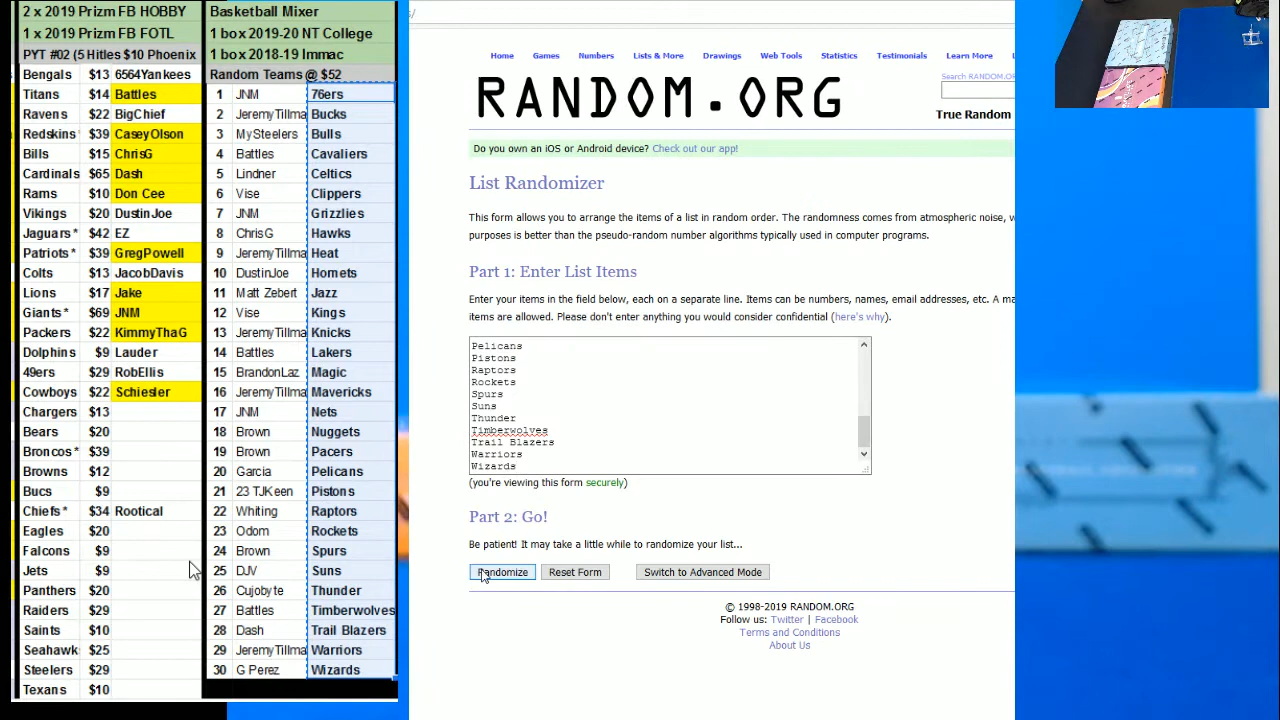 2 x 2019 Prizm FB HOBBY
1 x 2019 Prizm FB FOTL
PYT #02 (5 Hitles $10 Phoenix
Bengals $13 6564Yankees
Titans $14 Battles
Ravens $22 BigChief
Redskins $39 CaseyOlson
Bills $15 ChrisG
Cardinals $65 Dash
Rams $10 Don Cee
Vikings $20 DustinJoe
Jaguars * $42 EZ
Patriots * $39 GregPowell
Colts $13 JacobDavis
Lions $17 Jake
Giants * $69 JNM
Packers $22 KimmyThaG
Dolphins $9 Lauder
49ers $29 RobEllis
Cowboys $22 Schiesler
Chargers $13
Bears $20
Broncos * $39
Browns $12
Bucs $9
Chiefs * $34 Rootical
Eagles $20
Falcons $9
Jets $9
Panthers $20
Raiders $29
Saints $10
Seahawk $25
Steelers $29
Texans $10
Basketball Mixer
1 box 2019-20 NT College
1 box 2018-19 Immac
Random Teams @ $52
1 JNM 76ers
2 JeremyTillma Bucks
3 MySteelers Bulls
4 Battles Cavaliers
5 Lindner Celtics
6 Vise Clippers
7 JNM Grizzlies
8 ChrisG Hawks
9 JeremyTillma Heat
10 DustinJoe Hornets
11 Matt Zebert Jazz
12 Vise Kings
13 JeremyTillma Knicks
14 Battles Lakers
15 BrandonLaz Magic
16 JeremyTillma Mavericks
17 JNM Nets
18 Brown Nuggets
19 Brown Pacers
20 Garcia Pelicans
21 23 TJKeen Pistons
22 Whiting Raptors
23 Odom Rockets
24 Brown Spurs
25 DJV Suns
26 Cujobyte Thunder
27 Battles Timberwolves
28 Dash Trail Blazers
29 JeremyTillma Warriors
30 G Perez Wizards
Home Games Numbers Lists & More Drawings Web Tools Statistics Testimonials Learn More
RANDOM.ORG
Search RANDOM.OR
True Random
Do you own an iOS or Android device? Check out our app!
List Randomizer
This form allows you to arrange the items of a list in random order. The randomness comes from atmospheric noise, w
purposes is better than the pseudo-random number algorithms typically used in computer programs.
Part 1: Enter List Items
Enter your items in the field below, each on a separate line. Items can be numbers, names, email addresses, etc. A ma
items are allowed. Please don't enter anything you would consider confidential (here's why).
Pelicans
Pistons
Raptors
Rockets
Spurs
Suns
Thunder
Timberwolves
Trail Blazers
Warriors
Wizards
(you're viewing this form securely)
Part 2: Go!
Be patient! It may take a little while to randomize your list...
Randomize Reset Form Switch to Advanced Mode
© 1998-2019 RANDOM.ORG
Follow us: Twitter | Facebook
Terms and Conditions
About Us